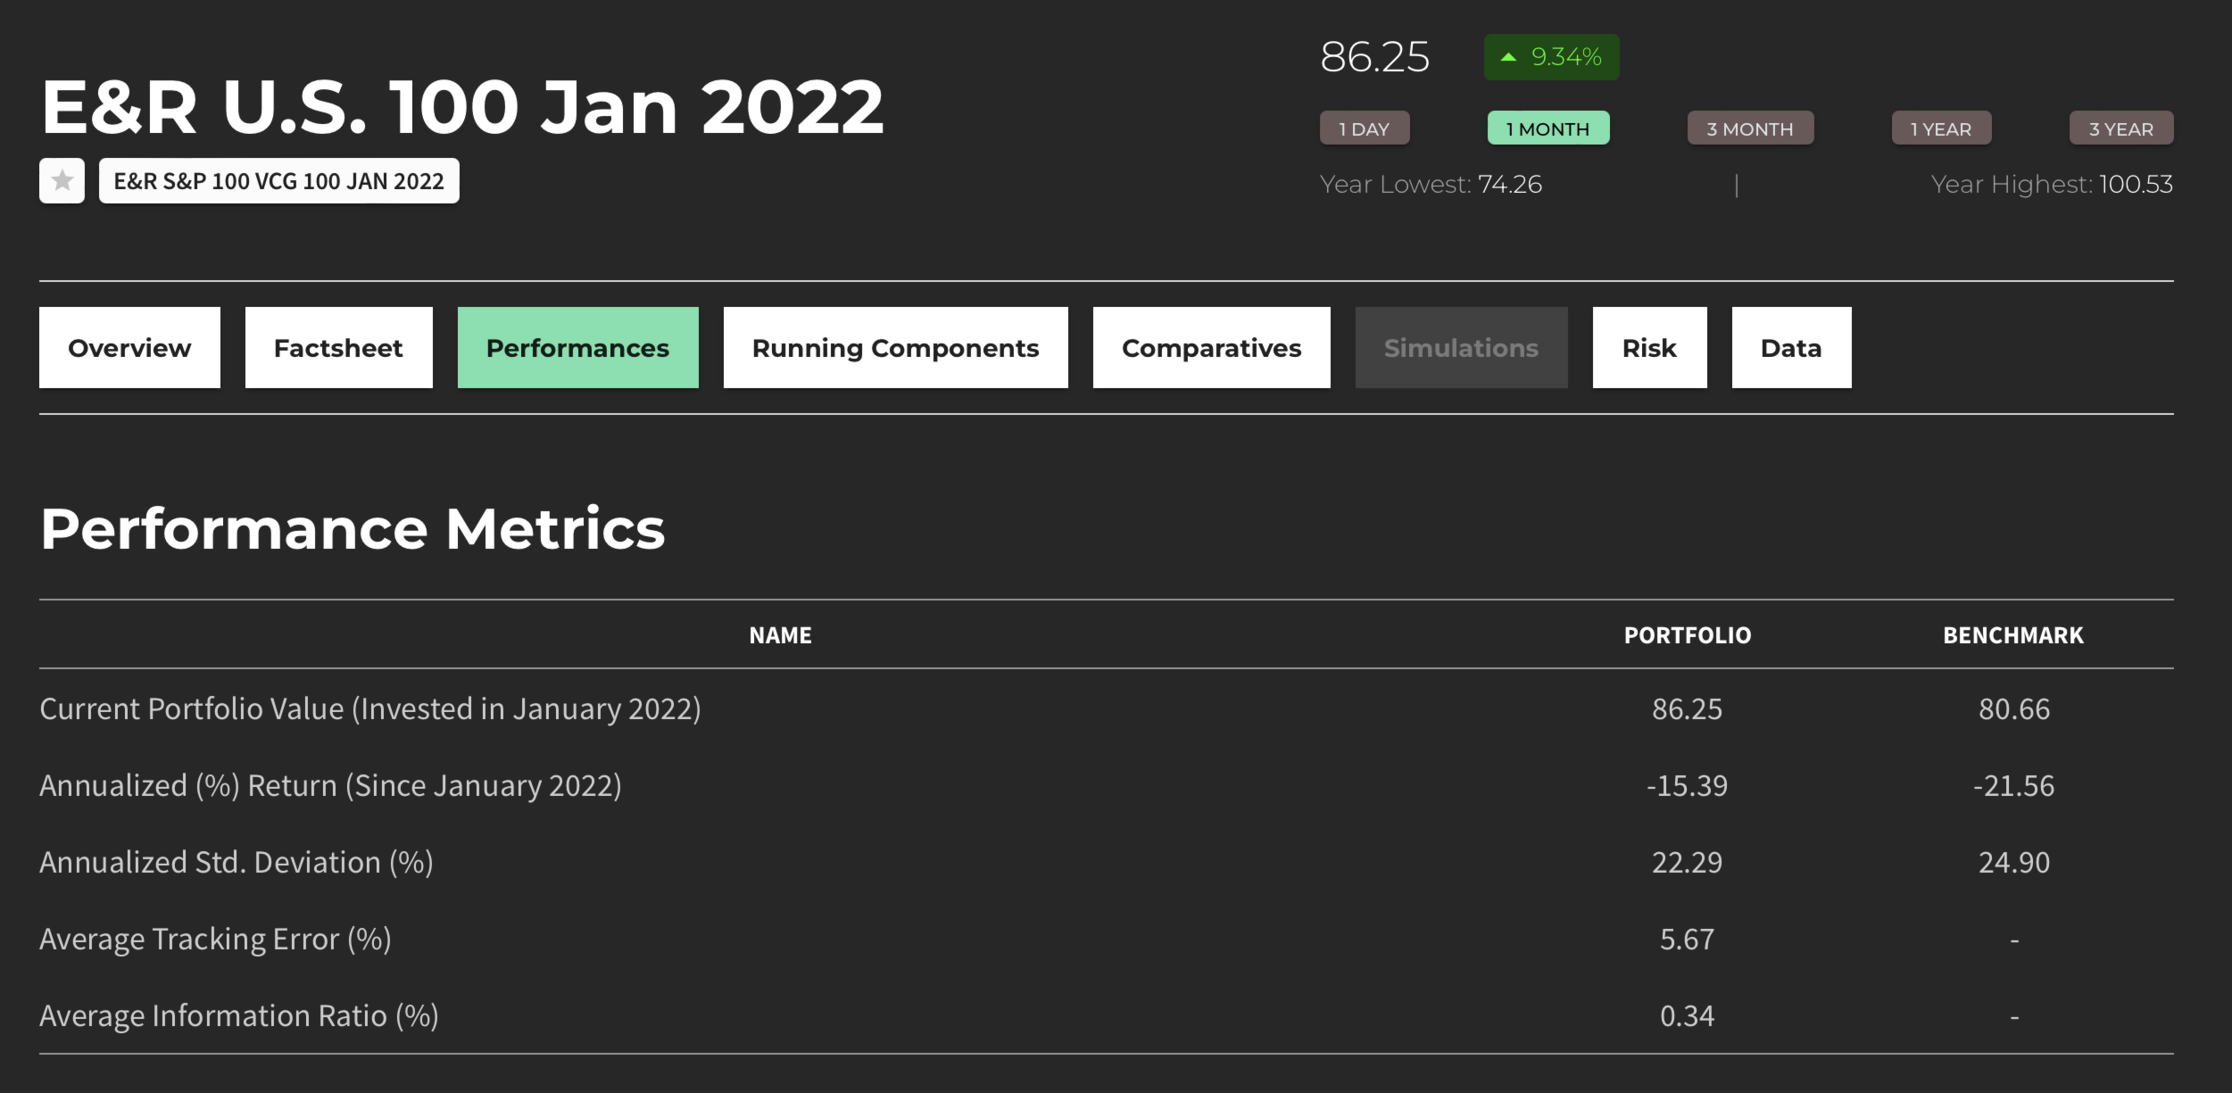 E&R U.S. 100 Jan 2022
E&R S&P 100 VCG 100 JAN 2022
86.25 9.34%
1 DAY 1 MONTH 3 MONTH 1 YEAR 3 YEAR
Year Lowest: 74.26 | Year Highest: 100.53
Overview Factsheet Performances Running Components Comparatives Simulations Risk Data
Performance Metrics
NAME PORTFOLIO BENCHMARK
Current Portfolio Value (Invested in January 2022) 86.25 80.66
Annualized (%) Return (Since January 2022) -15.39 -21.56
Annualized Std. Deviation (%) 22.29 24.90
Average Tracking Error (%) 5.67 -
Average Information Ratio (%) 0.34 -